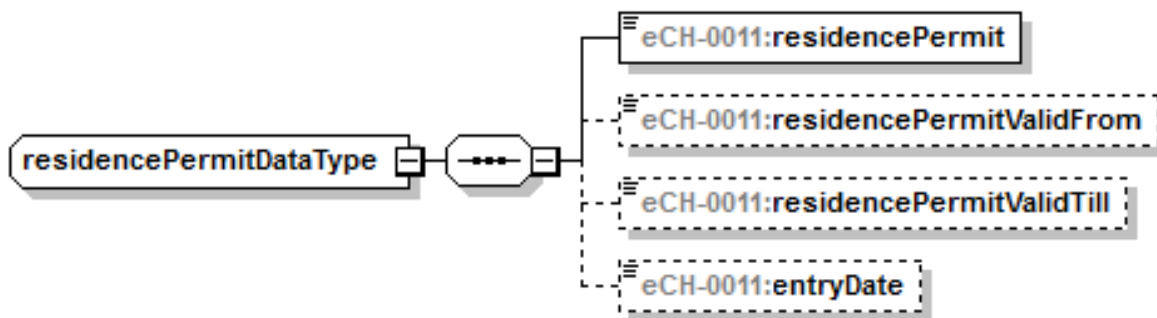 eCH-0011:residencePermit
eCH-0011:residencePermitValidFrom
residencePermitDataType
eCH-0011:residencePermitValidTill
eCH-0011:entryDate